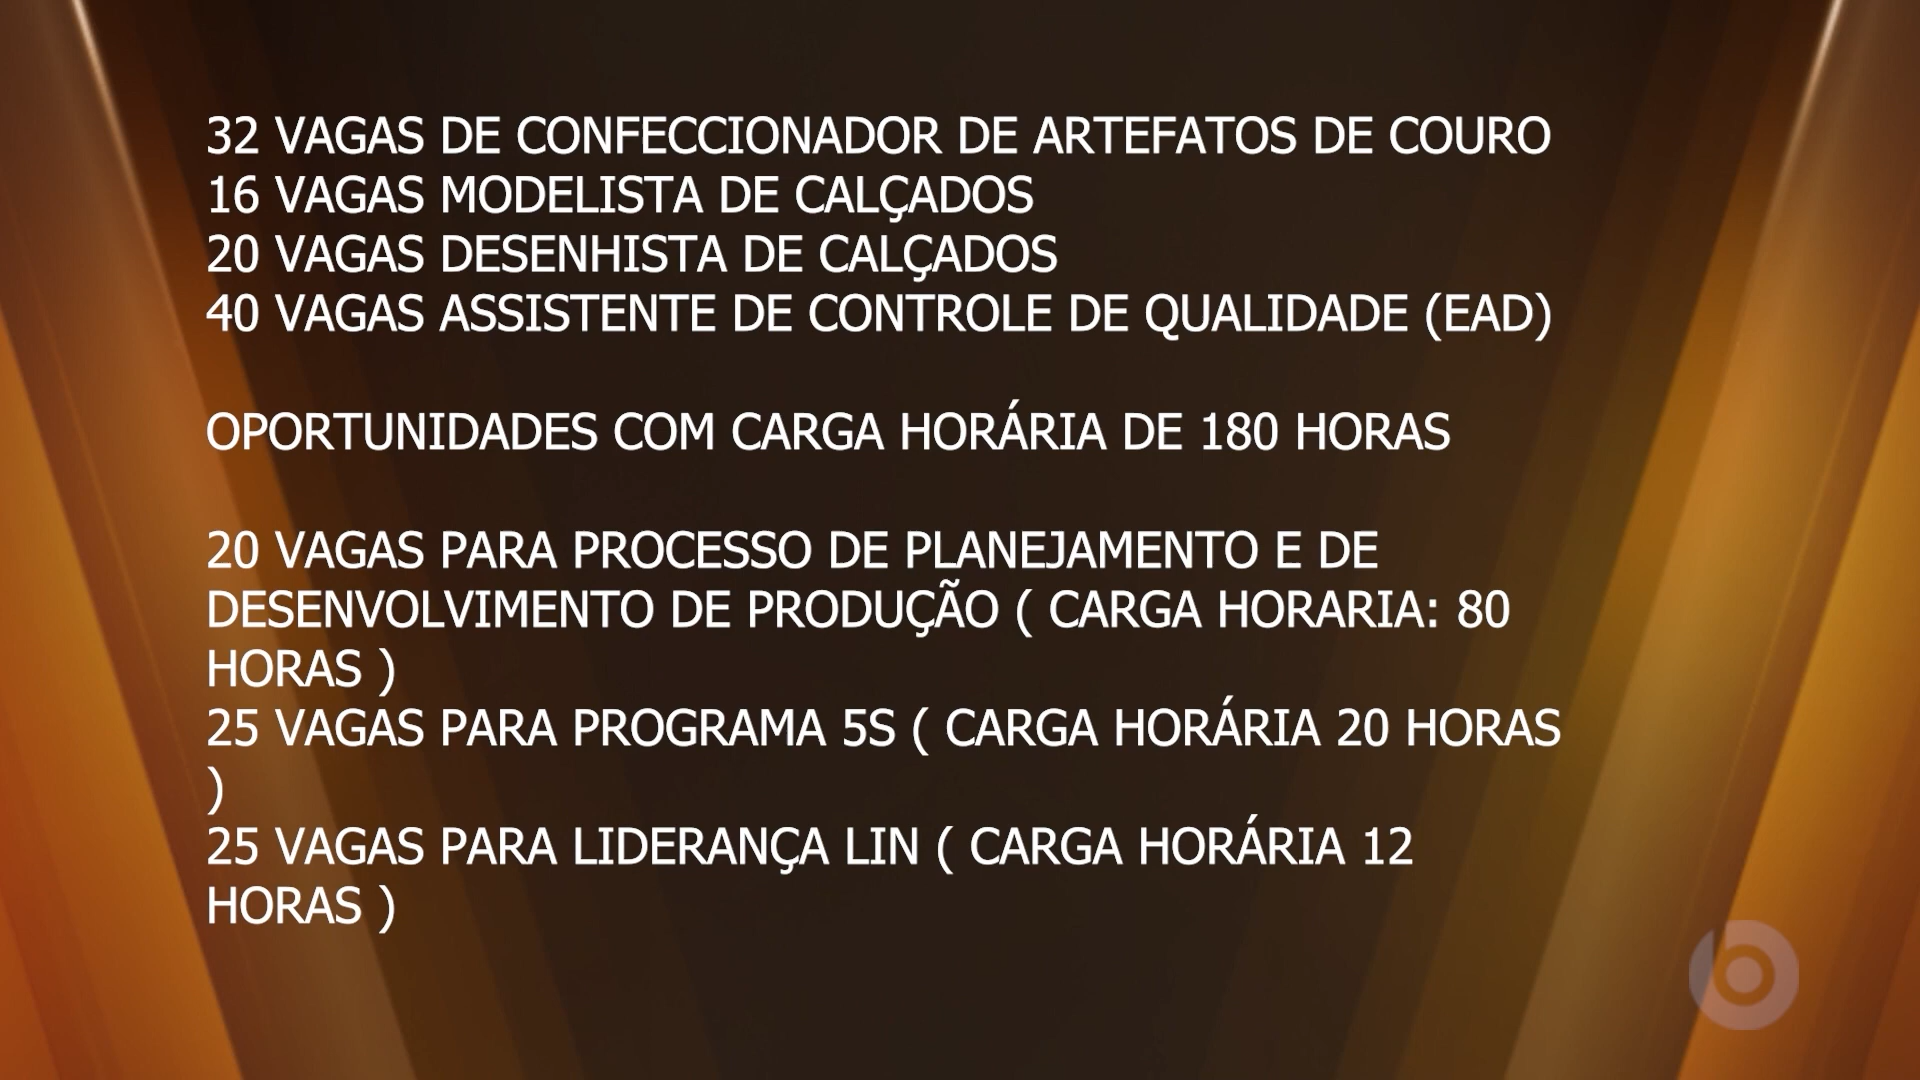 32 VAGAS DE CONFECCIONADOR DE ARTEFATOS DE COURO
16 VAGAS MODELISTA DE CALÇADOS
20 VAGAS DESENHISTA DE CALÇADOS
40 VAGAS ASSISTENTE DE CONTROLE DE QUALIDADE (EAD)
OPORTUNIDADES COM CARGA HORÁRIA DE 180 HORAS
20 VAGAS PARA PROCESSO DE PLANEJAMENTO E DE
DESENVOLVIMENTO DE PRODUÇÃO ( CARGA HORARIA: 80
HORAS )
25 VAGAS PARA PROGRAMA 5S ( CARGA HORÁRIA 20 HORAS
)
25 VAGAS PARA LIDERANÇA LIN ( CARGA HORÁRIA 12
HORAS )